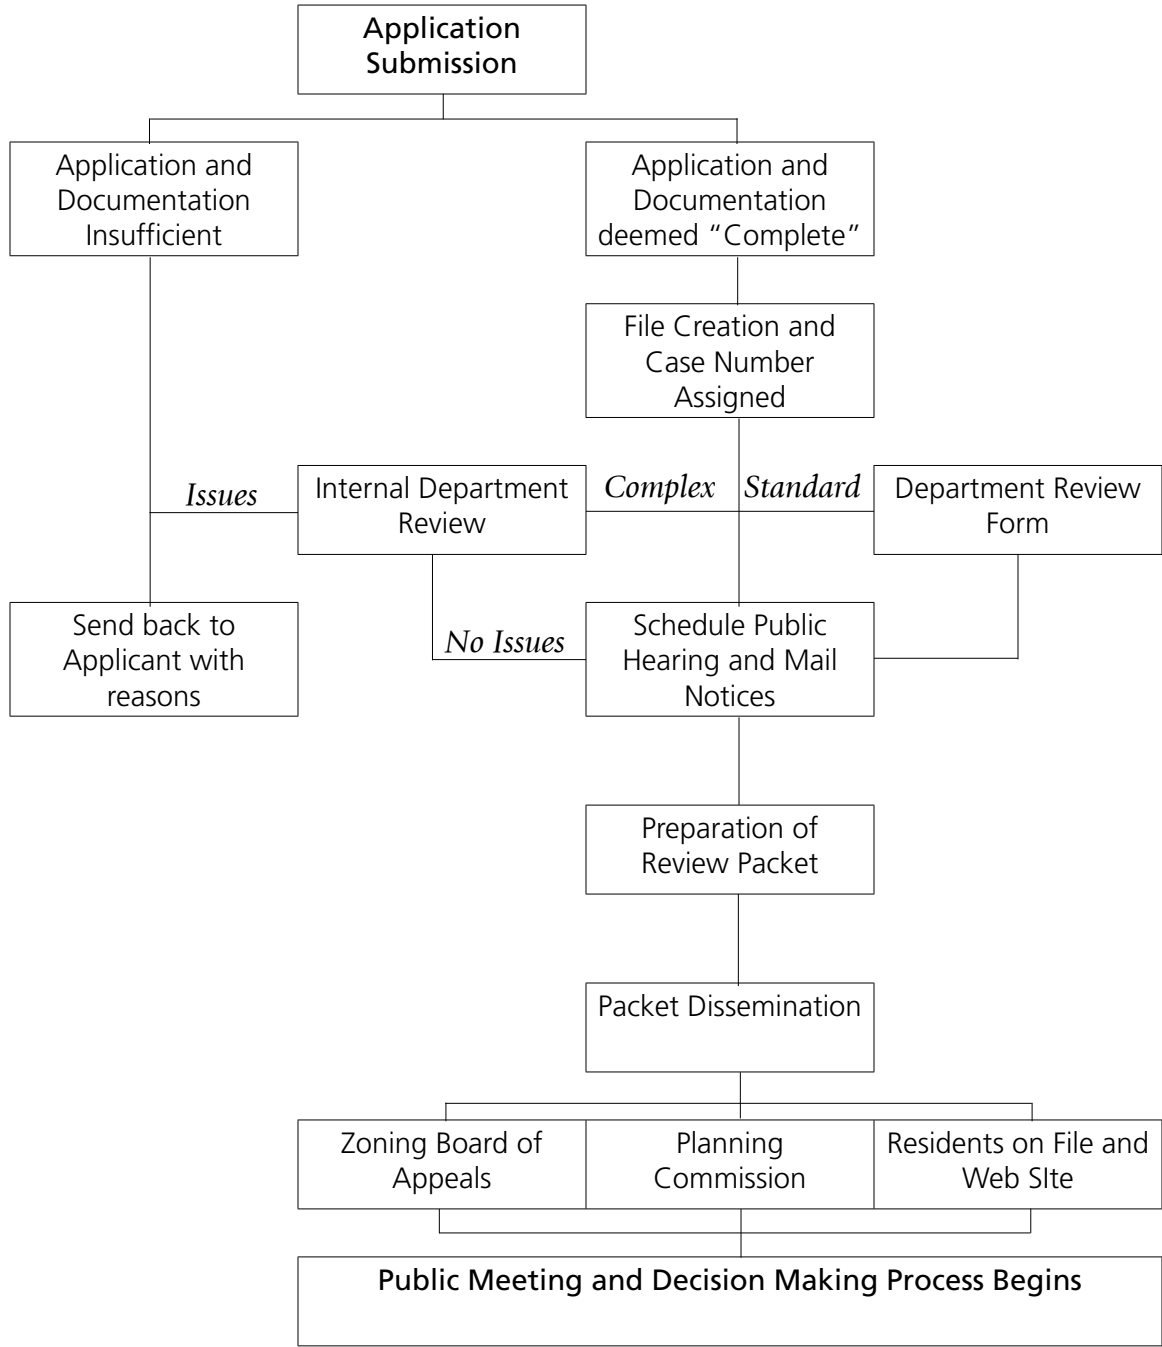 Application
Submission
Application and
Documentation
Insufficient
Application and
Documentation
deemed “Complete”
File Creation and
Case Number
Assigned
Issues
Internal Department
Review
Complex
Standard
Department Review
Form
Send back to
Applicant with
reasons
No Issues
Schedule Public
Hearing and Mail
Notices
Preparation of
Review Packet
Packet Dissemination
Zoning Board of
Appeals
Planning
Commission
Residents on File and
Web SIte
Public Meeting and Decision Making Process Begins